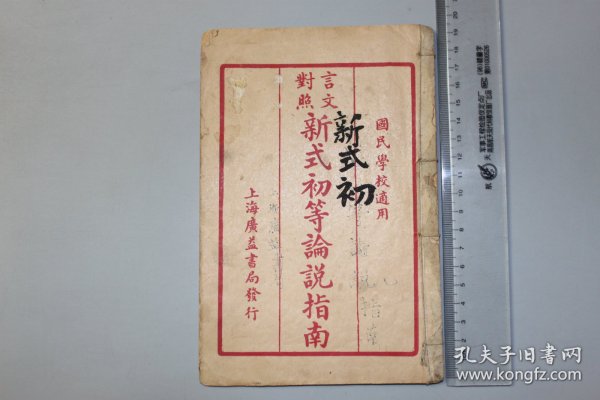 國民學校適用
新式初
言文
對照
新式初等論說指南
上海廣益書局發行
孔夫子旧书网
www.kongfz.com